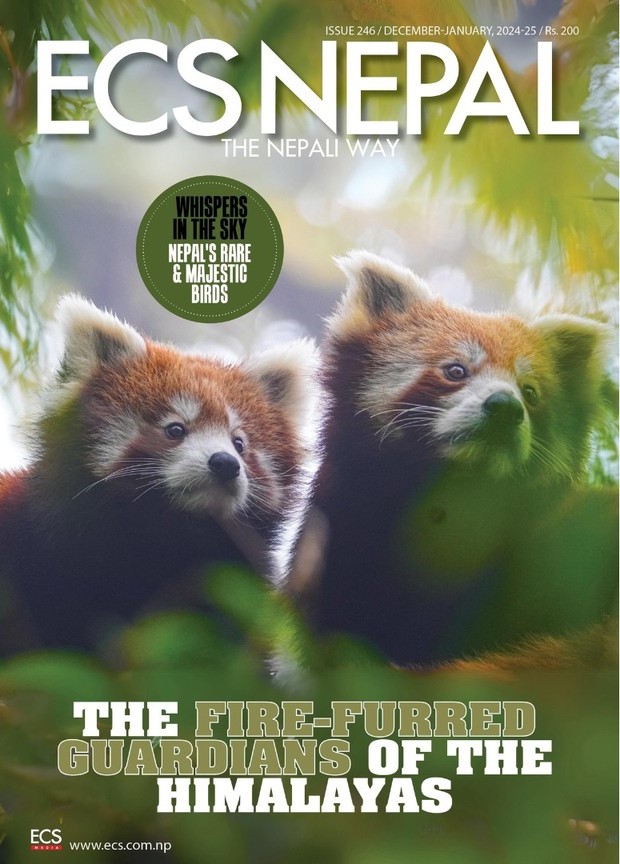 ISSUE 246 / DECEMBER-JANUARY, 2024-25 / Rs. 200
ECS NEPAL
THE NEPALI WAY
WHISPERS
IN THE SKY
NEPAL'S RARE
& MAJESTIC
BIRDS
THE FIRE-FURRED
GUARDIANS OF THE
HIMALAYAS
ECS
MEDIA
www.ecs.com.np